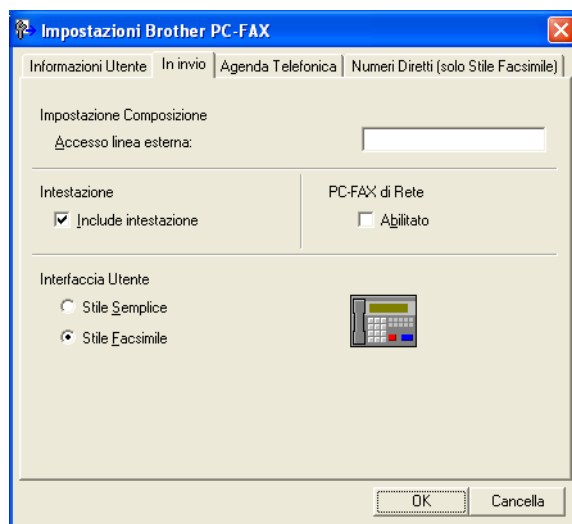 Impostazioni Brother PC-FAX
Informazioni Utente In invio Agenda Telefonica Numeri Diretti (solo Stile Facsimile)
Impostazione Composizione
Accesso linea esterna:
Intestazione PC-FAX di Rete
Include intestazione Abilitato
Interfaccia Utente
Stile Semplice
Stile Facsimile
OK Cancella